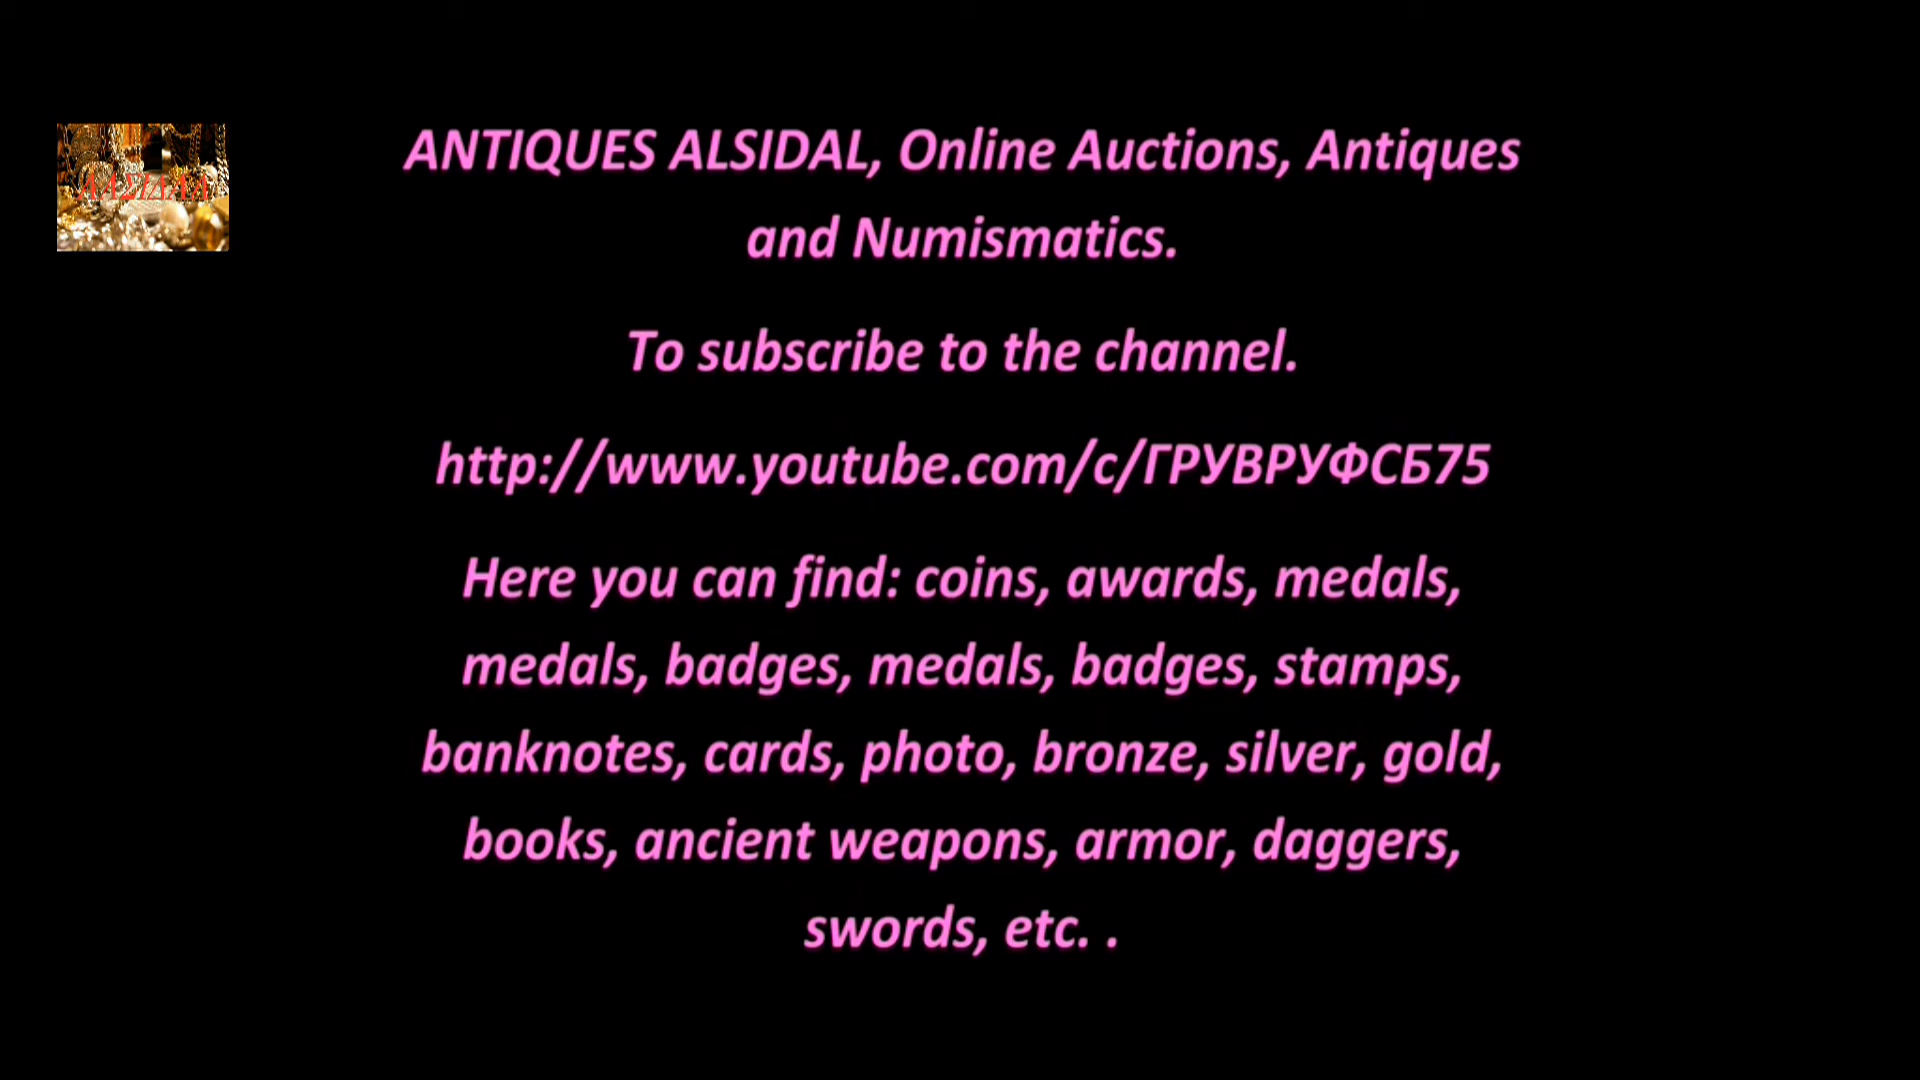 ANTIQUES ALSIDAL, Online Auctions, Antiques
and Numismatics.
To subscribe to the channel.
http://www.youtube.com/c/ГРУВРУФСБ75
Here you can find: coins, awards, medals,
medals, badges, medals, badges, stamps,
banknotes, cards, photo, bronze, silver, gold,
books, ancient weapons, armor, daggers,
swords, etc. .